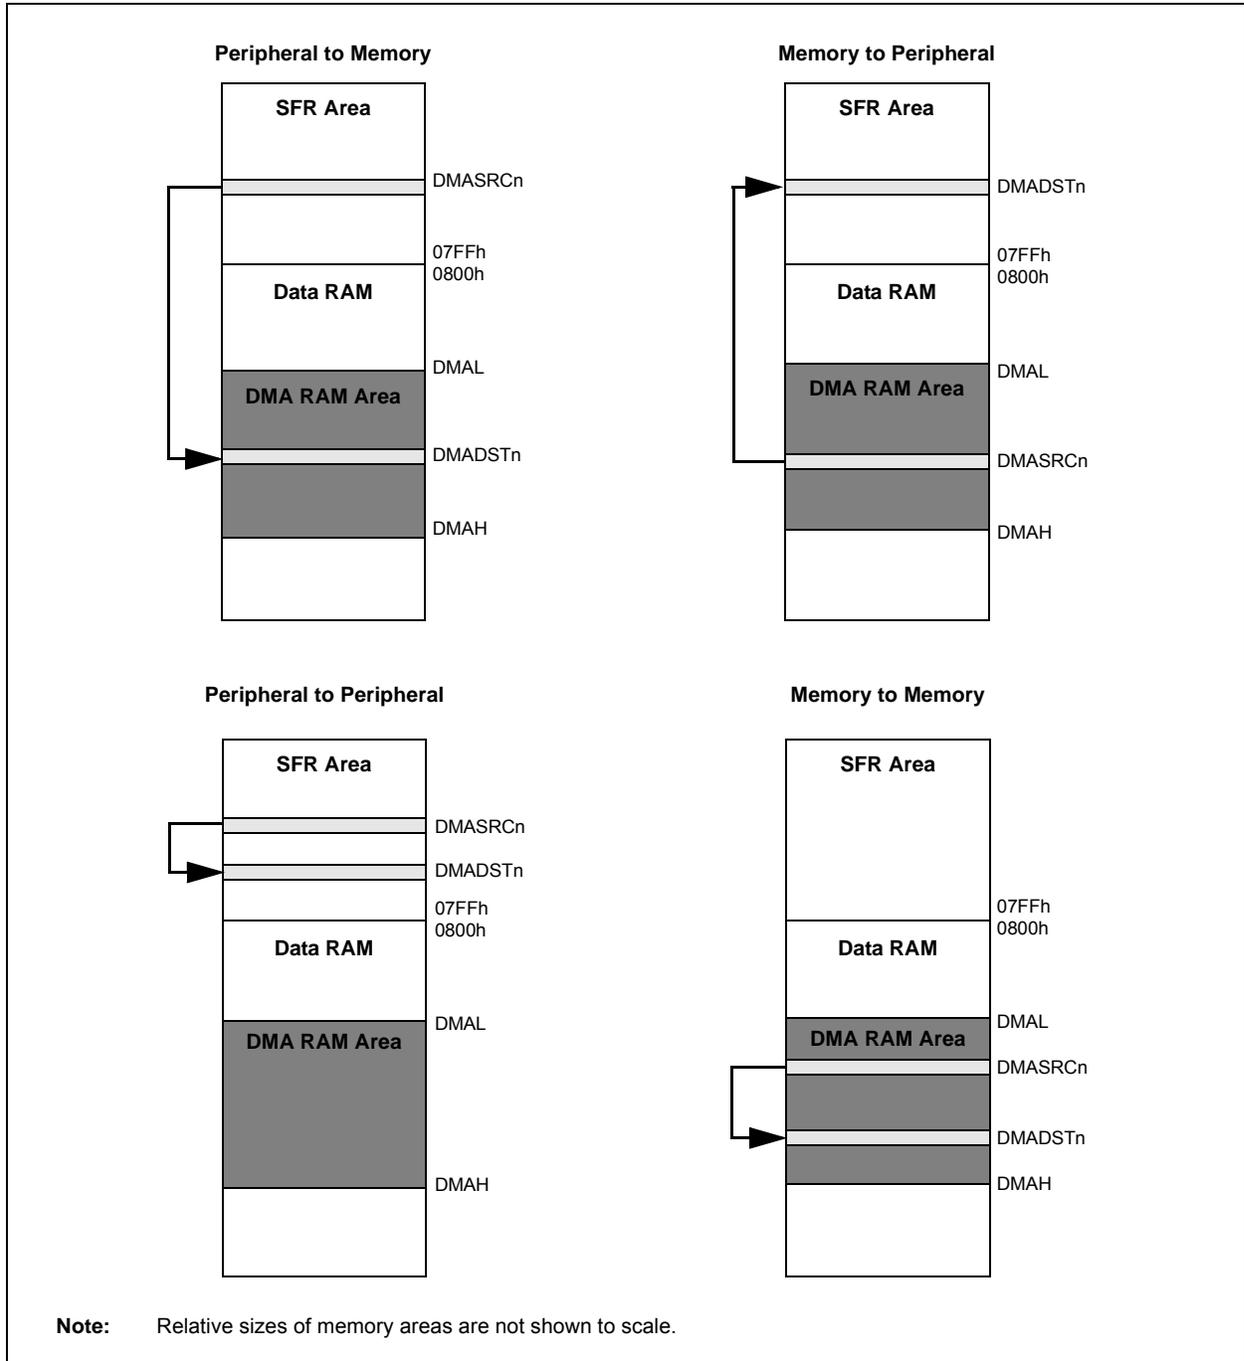 Peripheral to Memory
SFR Area
DMASRCn
07FFh
0800h
Data RAM
DMAL
DMA RAM Area
DMADSTn
DMAH
Memory to Peripheral
SFR Area
DMADSTn
07FFh
0800h
Data RAM
DMAL
DMA RAM Area
DMASRCn
DMAH
Peripheral to Peripheral
SFR Area
DMASRCn
DMADSTn
07FFh
0800h
Data RAM
DMAL
DMA RAM Area
DMAH
Memory to Memory
SFR Area
07FFh
0800h
Data RAM
DMAL
DMA RAM Area
DMASRCn
DMADSTn
DMAH
Note: Relative sizes of memory areas are not shown to scale.